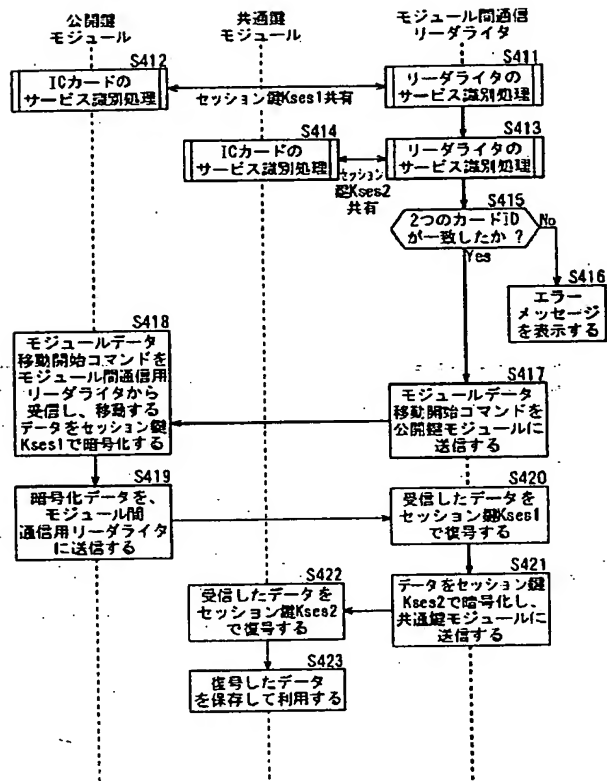 公開鍵
モジュール
共通鍵
モジュール
モジュール間通信
リーダライタ
S412
ICカードの
サービス識別処理
セッション鍵Kses1共有
S411
リーダライタの
サービス識別処理
S414
ICカードの
サービス識別処理
セッション
鍵Kses2
共有
S413
リーダライタの
サービス識別処理
S415
2つのカードID
が一致したか？
No
Yes
S416
エラー
メッセージ
を表示する
S418
モジュールデータ
移動開始コマンドを
モジュール間通信用
リーダライタから
受信し、移動する
データをセッション鍵
Kses1で暗号化する
S417
モジュールデータ
移動開始コマンドを
公開鍵モジュールに
送信する
S419
暗号化データを、
モジュール間
通信用リーダライタ
に送信する
S420
受信したデータを
セッション鍵Kses1
で復号する
S421
データをセッション鍵
Kses2で暗号化し、
共通鍵モジュールに
送信する
S422
受信したデータを
セッション鍵Kses2
で復号する
S423
復号したデータ
を保存して利用する